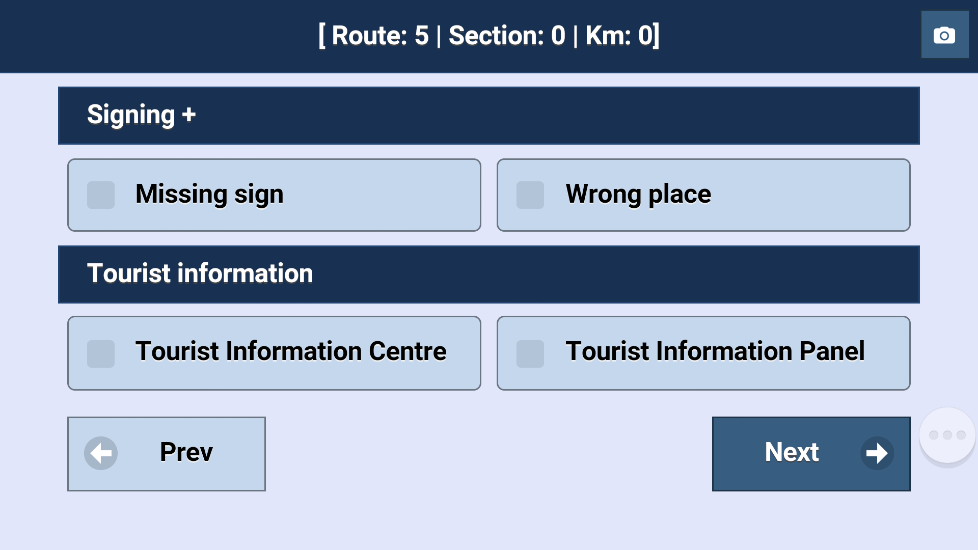 [ Route: 5 | Section: 0 | Km: 0]
Signing +
Missing sign
Wrong place
Tourist information
Tourist Information Centre
Tourist Information Panel
Prev
Next